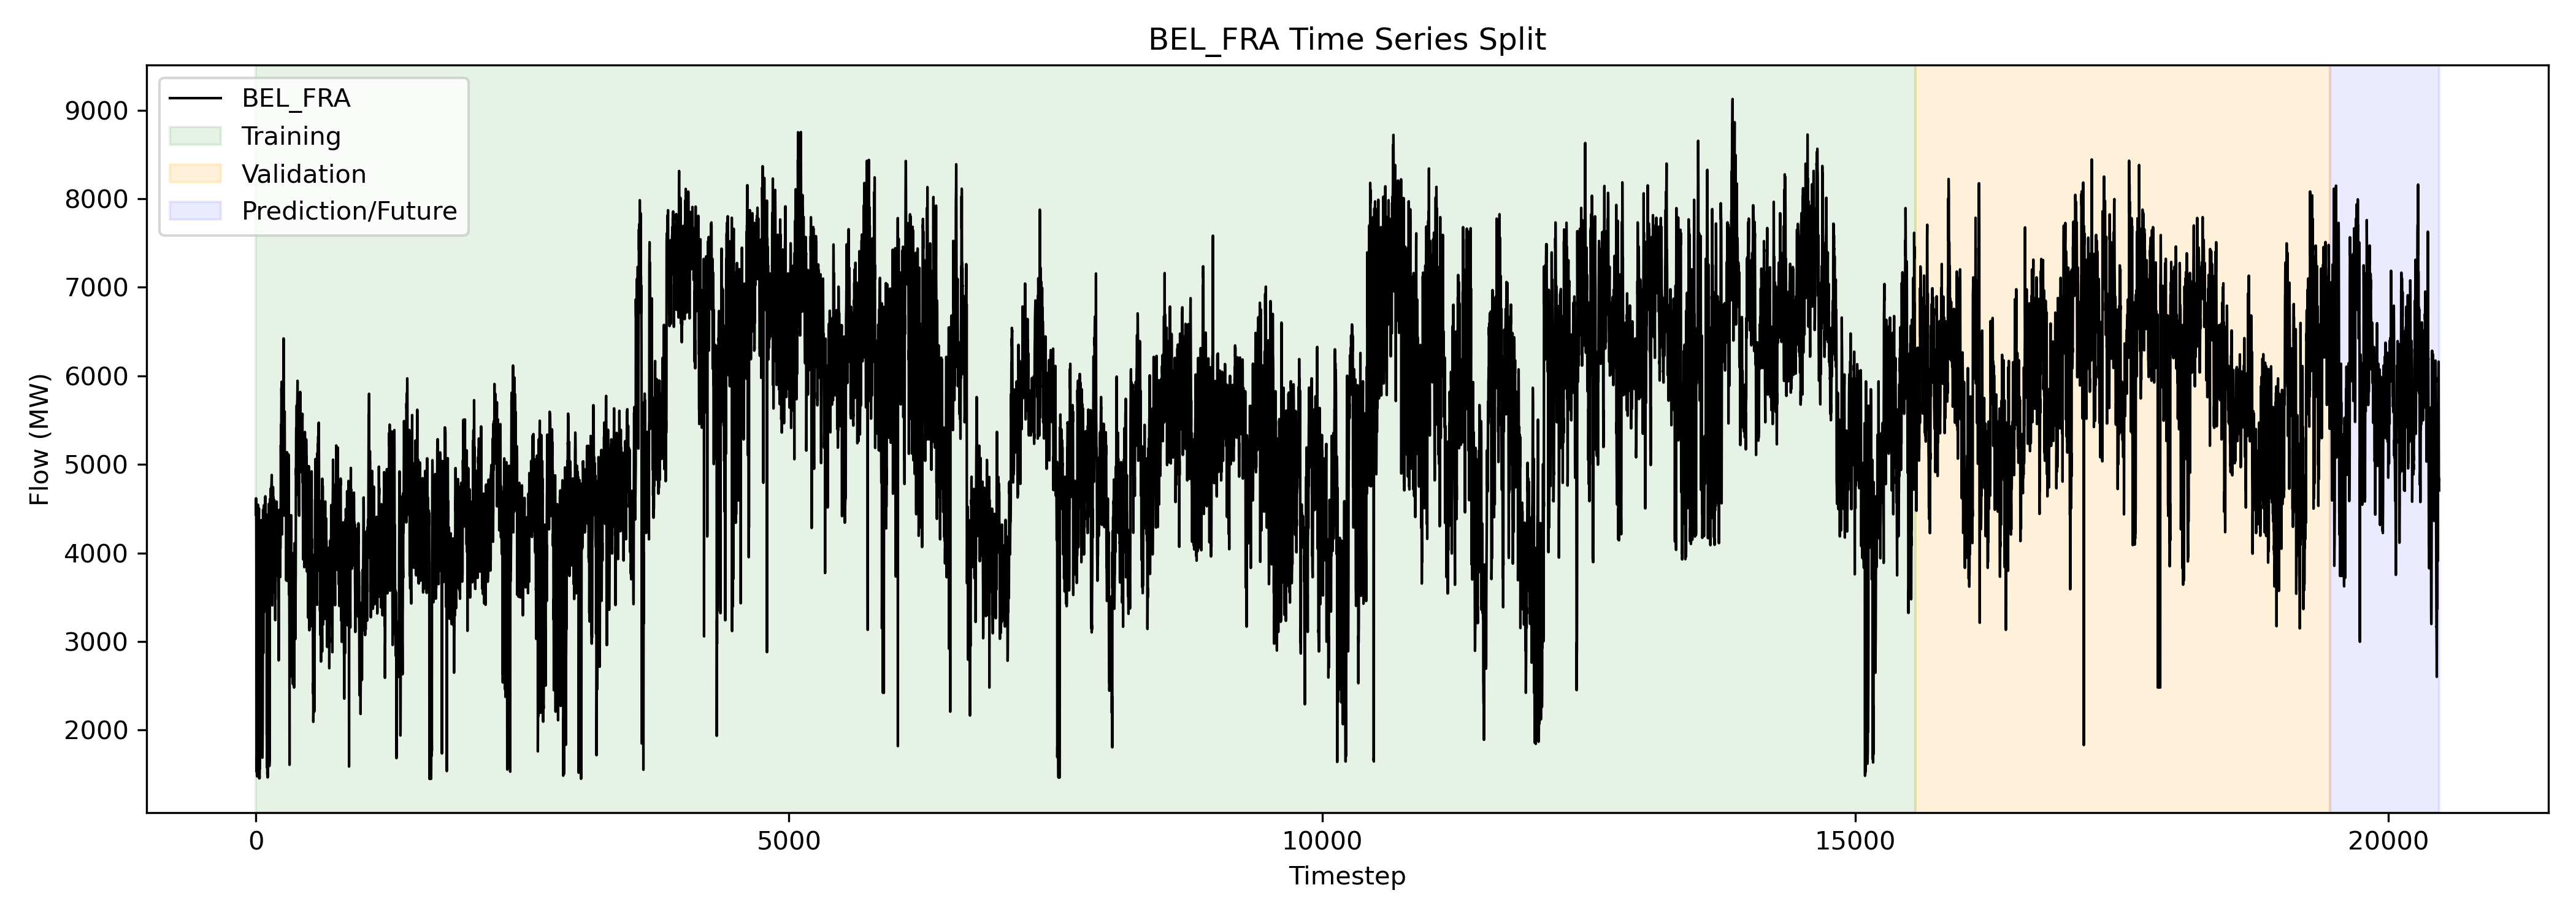 BEL_FRA Time Series Split
BEL_FRA
Training
Validation
Prediction/Future
Flow (MW)
9000
8000
7000
6000
5000
4000
3000
2000
0
5000
10000
15000
20000
Timestep